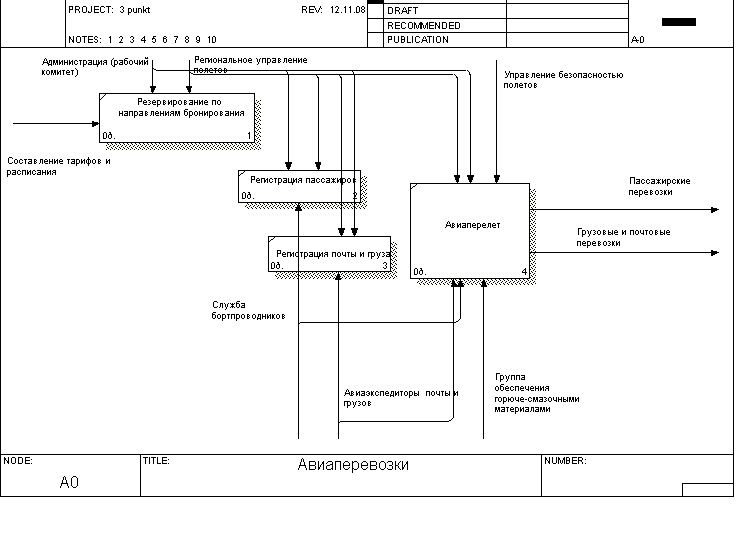 PROJECT: 3 punkt
REV: 12.11.08
DRAFT
RECOMMENDED
NOTES: 1 2 3 4 5 6 7 8 9 10
PUBLICATION
A-0
Администрация (рабочий
комитет)
Региональное управление
полетов
Управление безопасностью
полетов
Резервирование по
направлениям бронирования
0д.
1
Составление тарифов и
расписания
Регистрация пассажиров
0д.
2
Пассажирские
перевозки
Авиаперелет
0д.
4
Грузовые и почтовые
перевозки
Регистрация почты и груза
0д.
3
Служба
бортпроводников
Авиаэкспедиторы почты и
грузов
Группа
обеспечения
горюче-смазочными
материалами
NODE:
A0
TITLE:
Авиаперевозки
NUMBER: